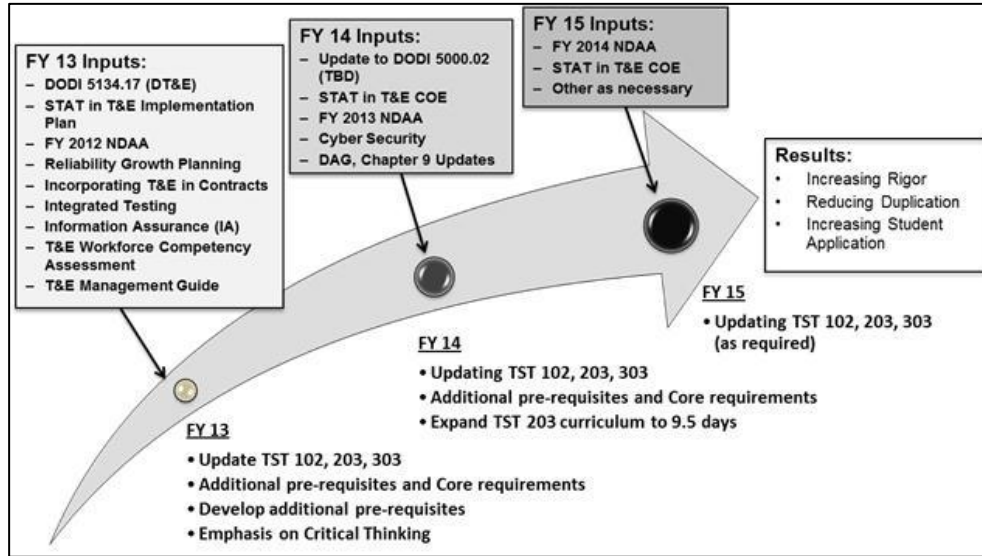 FY 13 Inputs:
– DODI 5134.17 (DT&E)
– STAT in T&E Implementation
Plan
– FY 2012 NDAA
– Reliability Growth Planning
– Incorporating T&E in Contracts
– Integrated Testing
– Information Assurance (IA)
– T&E Workforce Competency
Assessment
– T&E Management Guide
FY 14 Inputs:
– Update to DODI 5000.02
(TBD)
– STAT in T&E COE
– FY 2013 NDAA
– Cyber Security
– DAG, Chapter 9 Updates
FY 15 Inputs:
– FY 2014 NDAA
– STAT in T&E COE
– Other as necessary
Results:
• Increasing Rigor
• Reducing Duplication
• Increasing Student
Application
FY 13
• Update TST 102, 203, 303
• Additional pre-requisites and Core requirements
• Develop additional pre-requisites
• Emphasis on Critical Thinking
FY 14
• Updating TST 102, 203, 303
• Additional pre-requisites and Core requirements
• Expand TST 203 curriculum to 9.5 days
FY 15
• Updating TST 102, 203, 303
(as required)